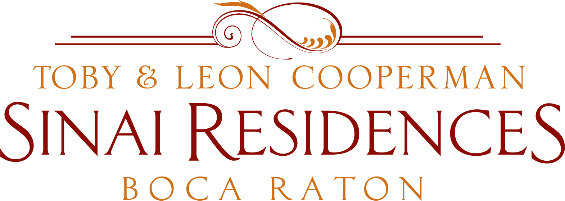 TOBY & LEON COOPERMAN
SINAI RESIDENCES
BOCA RATON